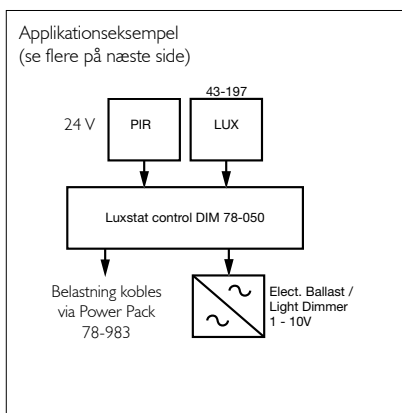 Applikationseksempel
(se flere på næste side)
43-197
24 V
PIR
LUX
Luxstat control DIM 78-050
Belastning kobles
via Power Pack
78-983
Elect. Ballast /
Light Dimmer
1 - 10V